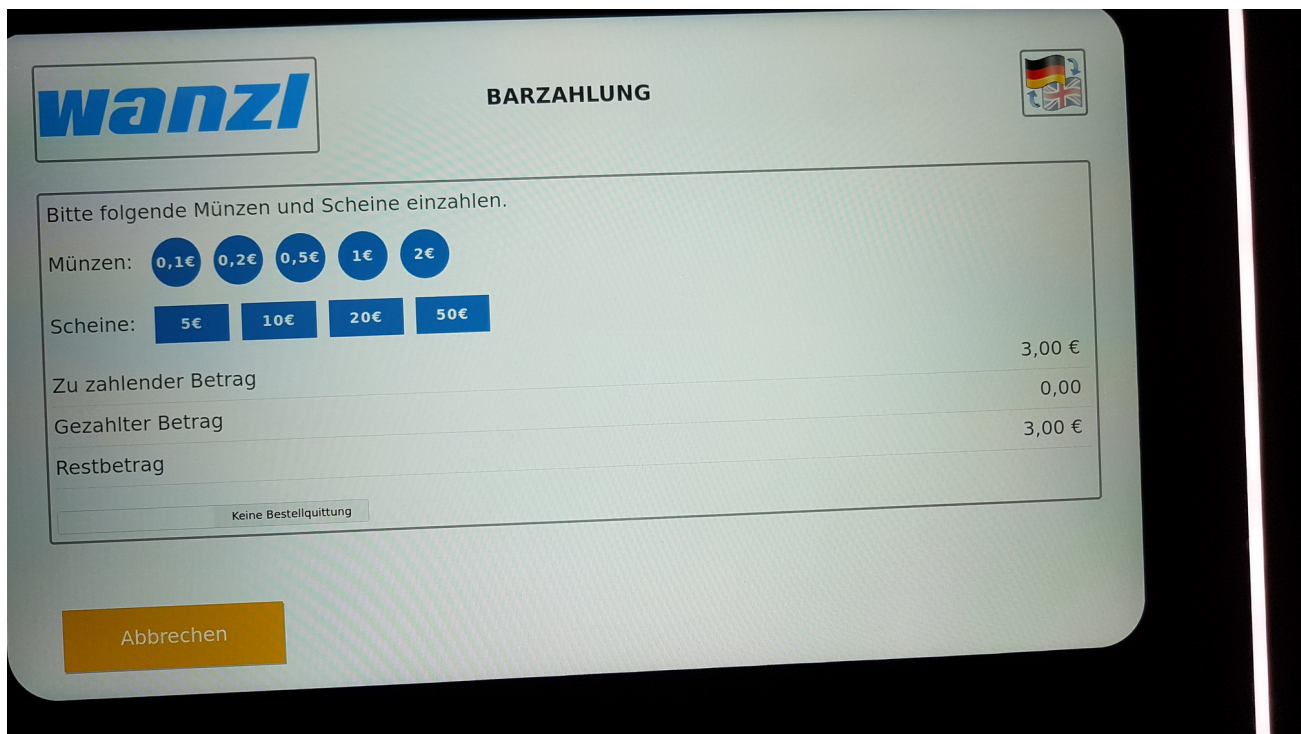 wanzl
BARZAHLUNG
Bitte folgende Münzen und Scheine einzahlen.
Münzen: 0,1€ 0,2€ 0,5€ 1€ 2€
Scheine: 5€ 10€ 20€ 50€
Zu zahlender Betrag 3,00 €
Gezahlter Betrag 0,00
Restbetrag 3,00 €
Keine Bestellquittung
Abbrechen